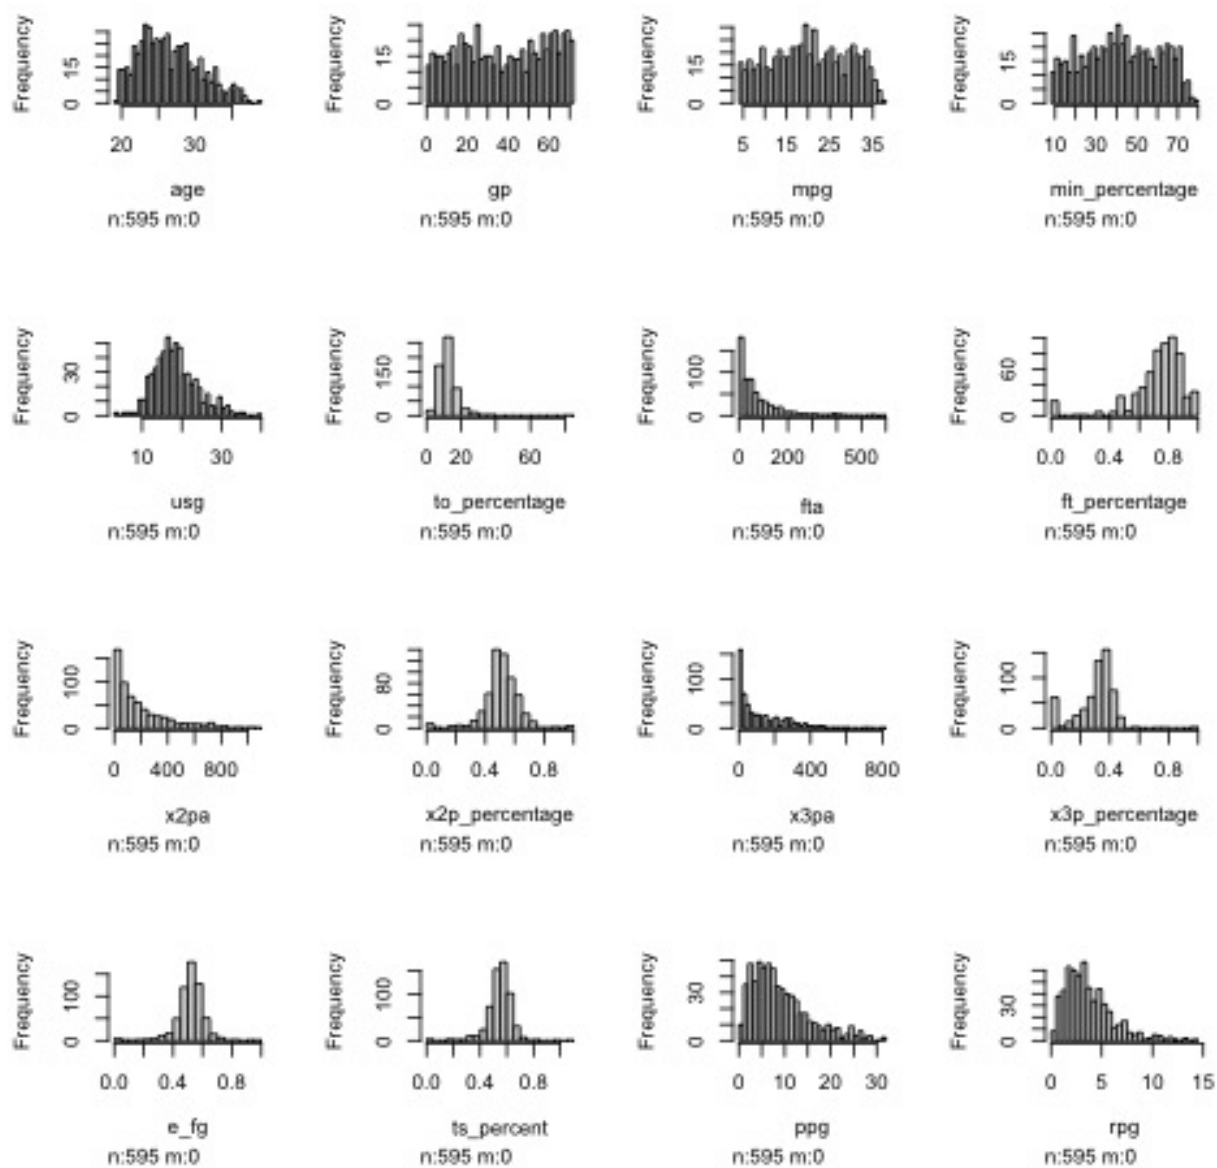 Frequency
15
0
20 30
age
n:595 m:0
Frequency
15
0
0 20 40 60
gp
n:595 m:0
Frequency
15
0
5 15 25 35
mpg
n:595 m:0
Frequency
15
0
10 30 50 70
min_percentage
n:595 m:0
Frequency
30
0
10 30
usg
n:595 m:0
Frequency
150
0
0 20 60
to_percentage
n:595 m:0
Frequency
100
0
0 200 500
fta
n:595 m:0
Frequency
60
0
0.0 0.4 0.8
ft_percentage
n:595 m:0
Frequency
100
0
0 400 800
x2pa
n:595 m:0
Frequency
80
0
0.0 0.4 0.8
x2p_percentage
n:595 m:0
Frequency
100
0
0 400 800
x3pa
n:595 m:0
Frequency
100
0
0.0 0.4 0.8
x3p_percentage
n:595 m:0
Frequency
100
0
0.0 0.4 0.8
e_fg
n:595 m:0
Frequency
100
0
0.0 0.4 0.8
ts_percent
n:595 m:0
Frequency
30
0
0 10 20 30
ppg
n:595 m:0
Frequency
30
0
0 5 10 15
rpg
n:595 m:0